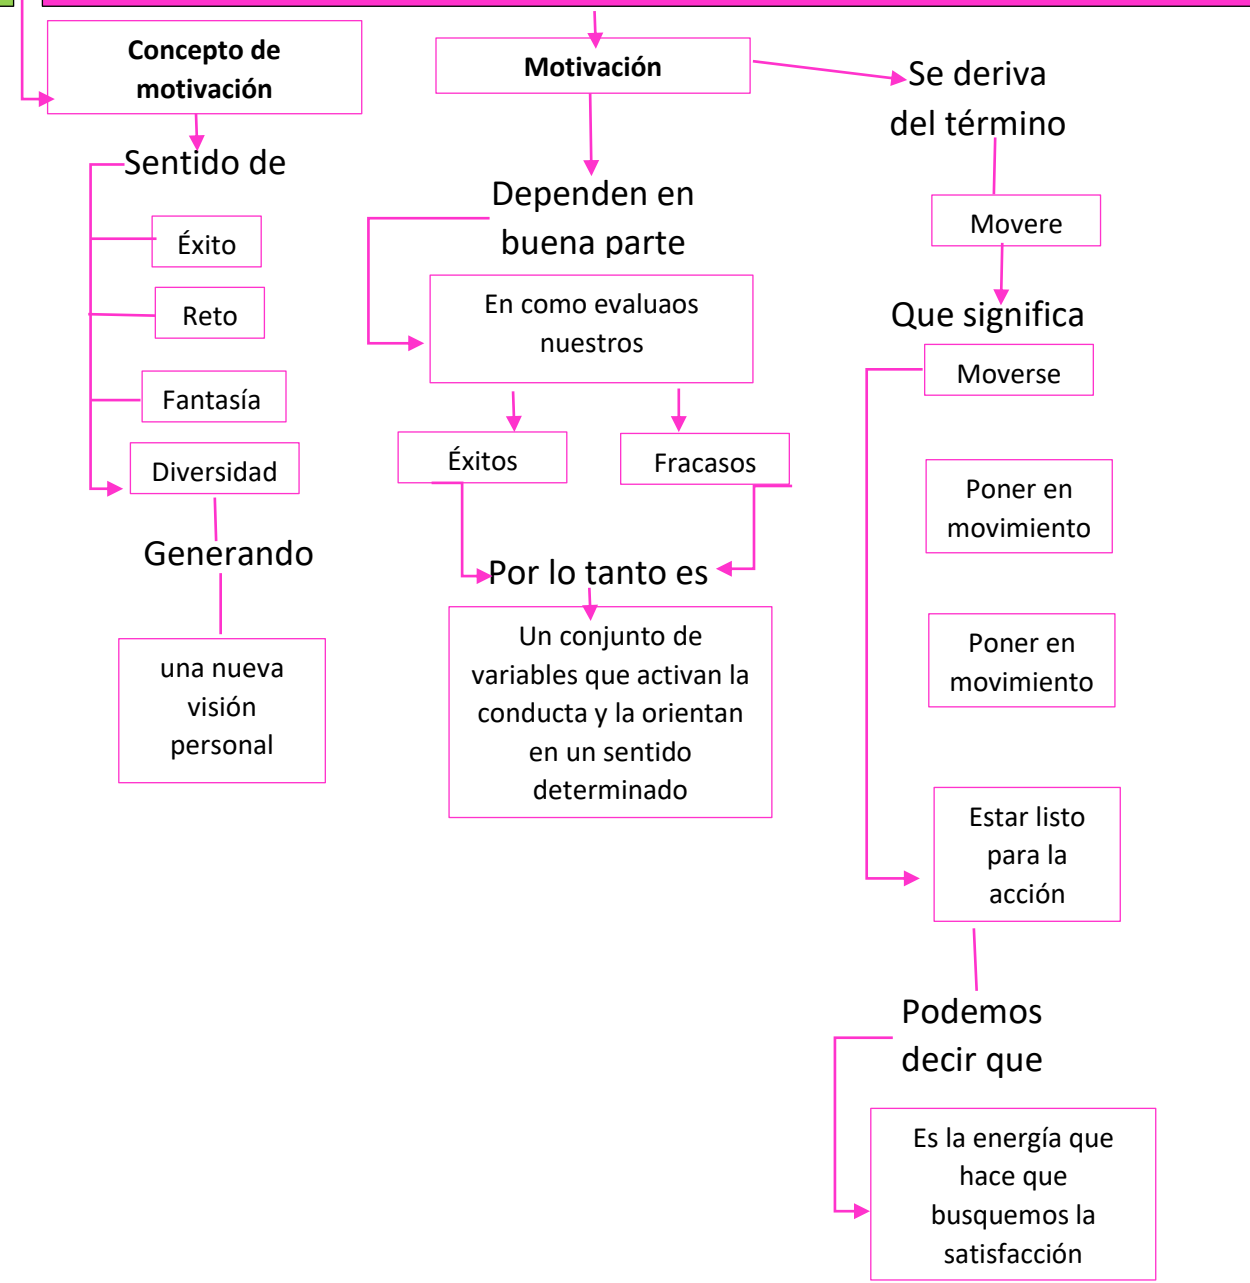 Concepto de
motivación
Sentido de
Éxito
Reto
Fantasía
Diversidad
Generando
una nueva
visión
personal
Motivación
Dependen en
buena parte
En como evaluaos
nuestros
Éxitos
Fracasos
Por lo tanto es
Un conjunto de
variables que activan la
conducta y la orientan
en un sentido
determinado
Se deriva
del término
Movere
Que significa
Moverse
Poner en
movimiento
Poner en
movimiento
Estar listo
para la
acción
Podemos
decir que
Es la energía que
hace que
busquemos la
satisfacción